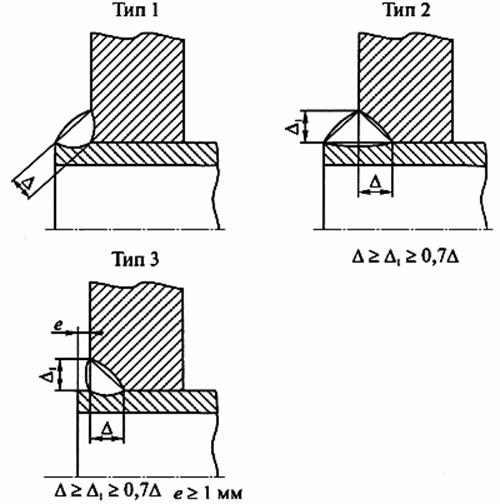 Тип 1
Тип 2
Δ
Δ₁
Δ
Δ ≥ Δ₁ ≥ 0,7Δ
Тип 3
e
Δ₁
Δ
Δ ≥ Δ₁ ≥ 0,7Δ e ≥ 1 мм